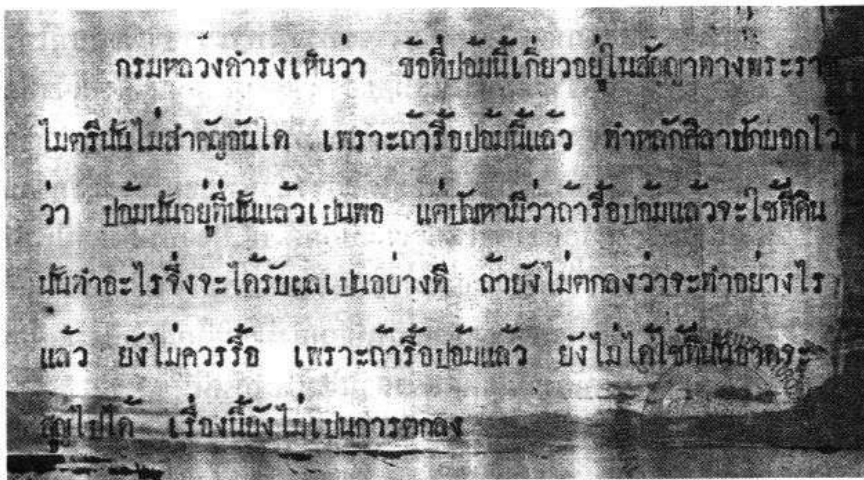 กรมหลวงดำรงเห็นว่า ข้อที่ป้อมนี้เกี่ยวอยู่ในสัญญาทางพระราช
ไมตรีนั้นไม่สำคัญอันใด เพราะถ้ารื้อป้อมนี้แล้ว ทำหลักศิลาปักบอกไว้
ว่า ป้อมนั้นอยู่ที่นั้นแล้วเปนพอ แต่ปัญหามีว่าถ้ารื้อป้อมแล้วจะใช้ที่ดิน
นั้นทำอะไรจึ่งจะได้รับผลเปนอย่างดี ถ้ายังไม่ตกลงว่าจะทำอย่างไร
แล้ว ยังไม่ควรรื้อ เพราะถ้ารื้อป้อมแล้ว ยังไม่ได้ใช้ที่นั้นอาจจะ
สูญไปได้ เรื่องนี้ยังไม่เปนการตกลง